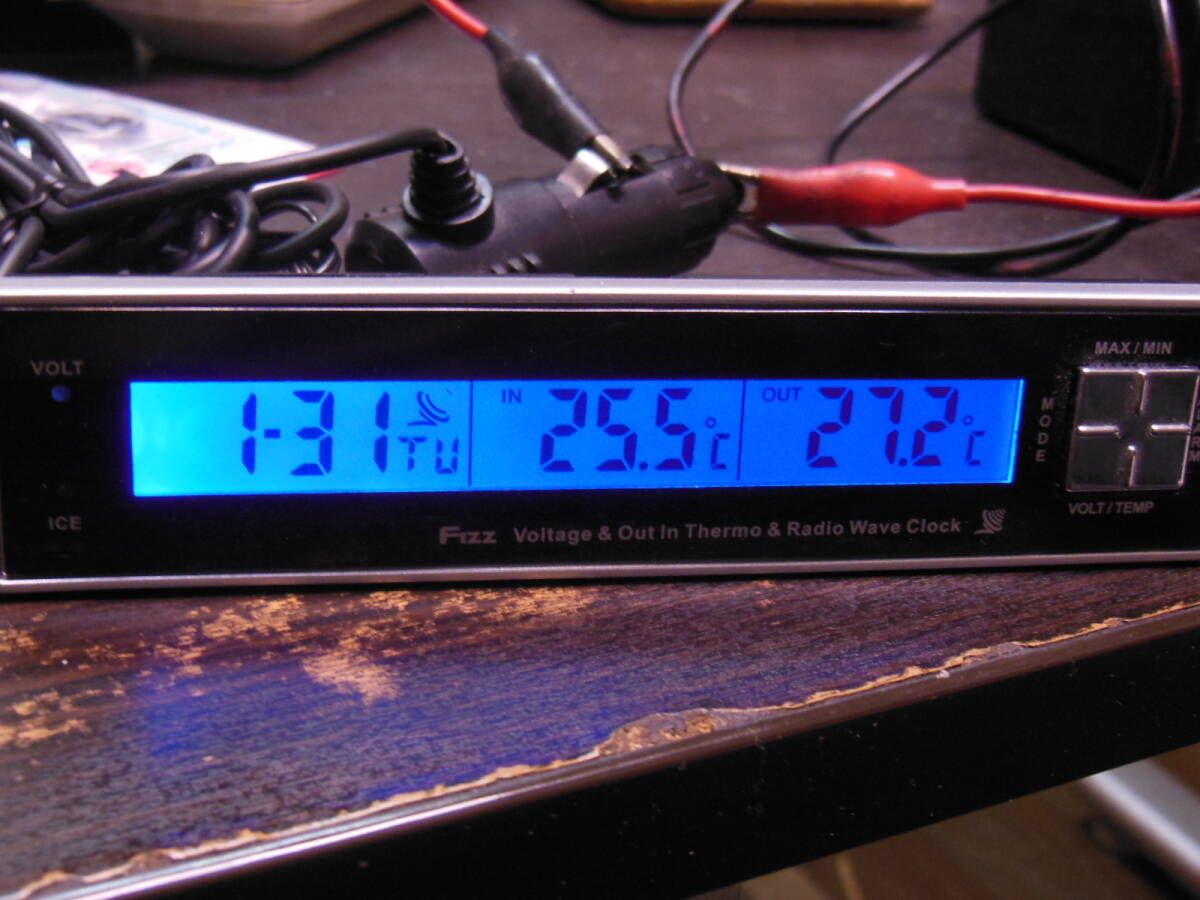 MAX / MIN
VOLT
1-31 TU IN 25.5°C OUT 27.2°C
MODE
VOLT / TEMP
ICE
FIZZ Voltage & Out In Thermo & Radio Wave Clock